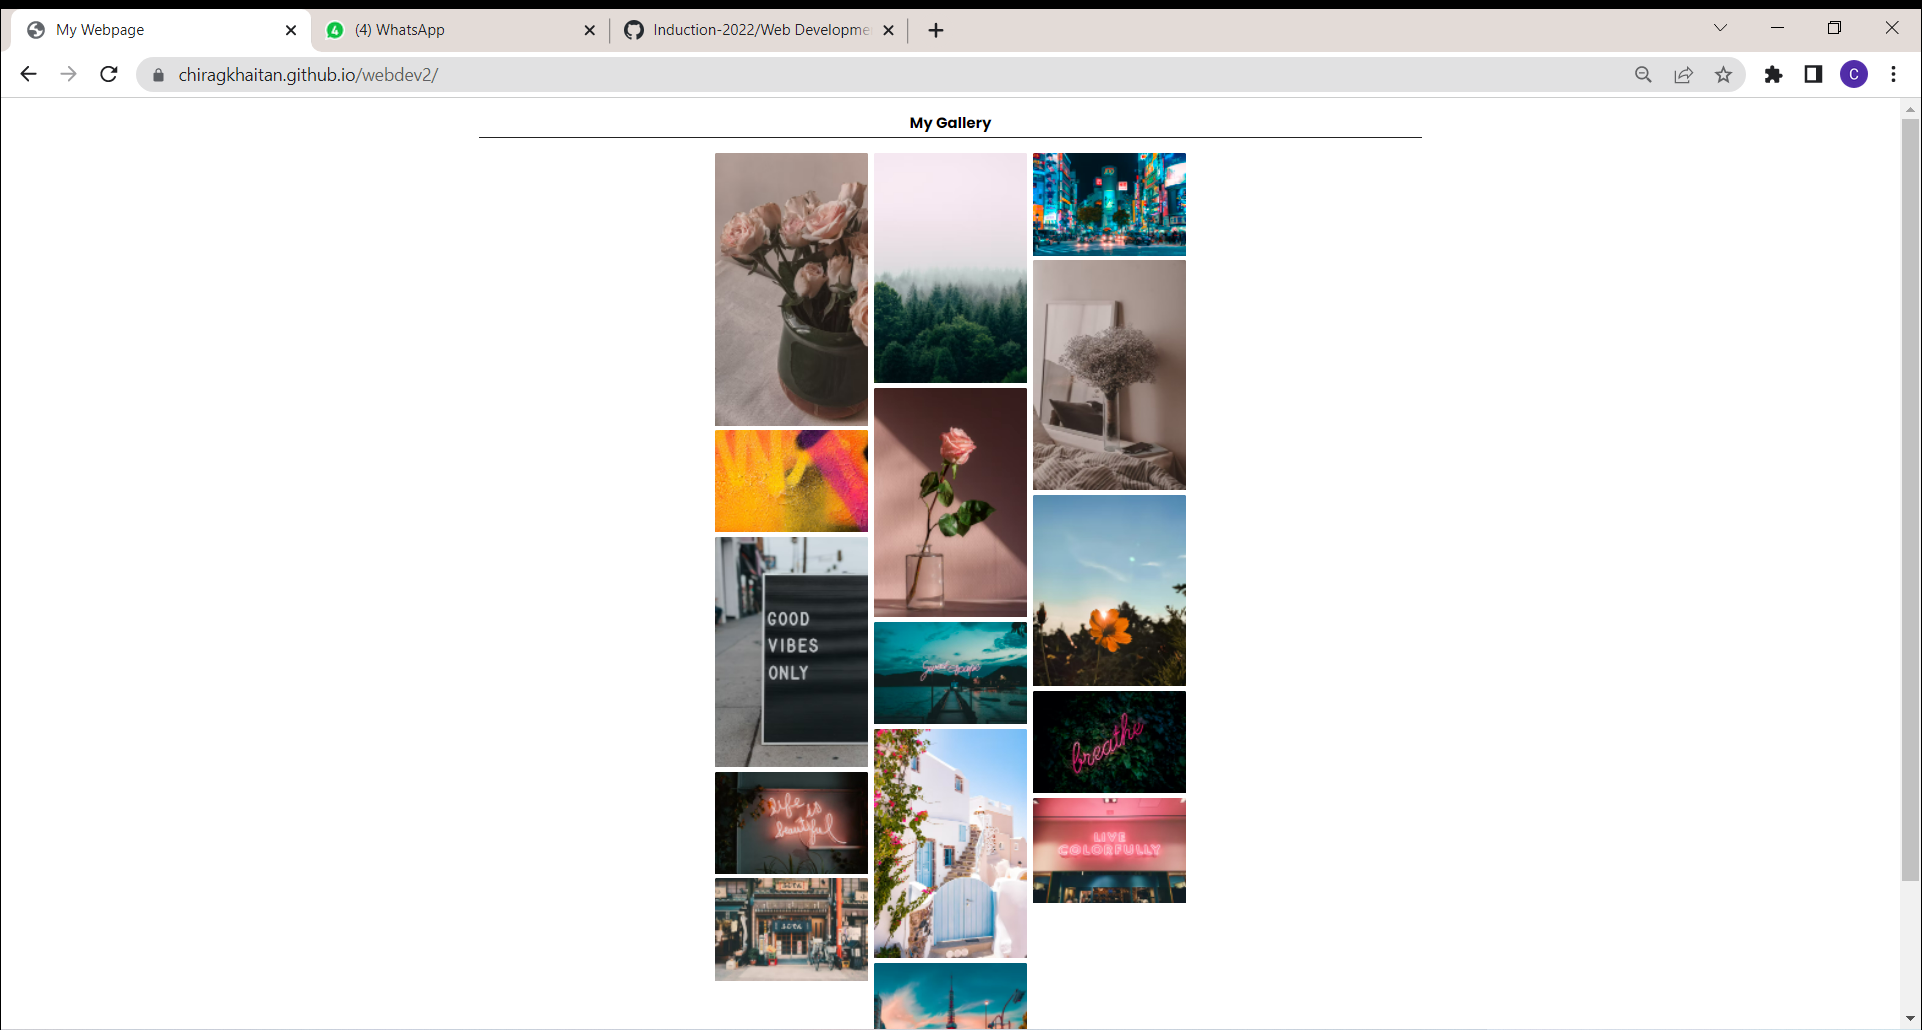 My Webpage
(4) WhatsApp
Induction-2022/Web Developme
chiragkhaitan.github.io/webdev2/
C
My Gallery
GOOD
VIBES
ONLY
breathe
life is
beautiful
LIVE
COLORFULLY